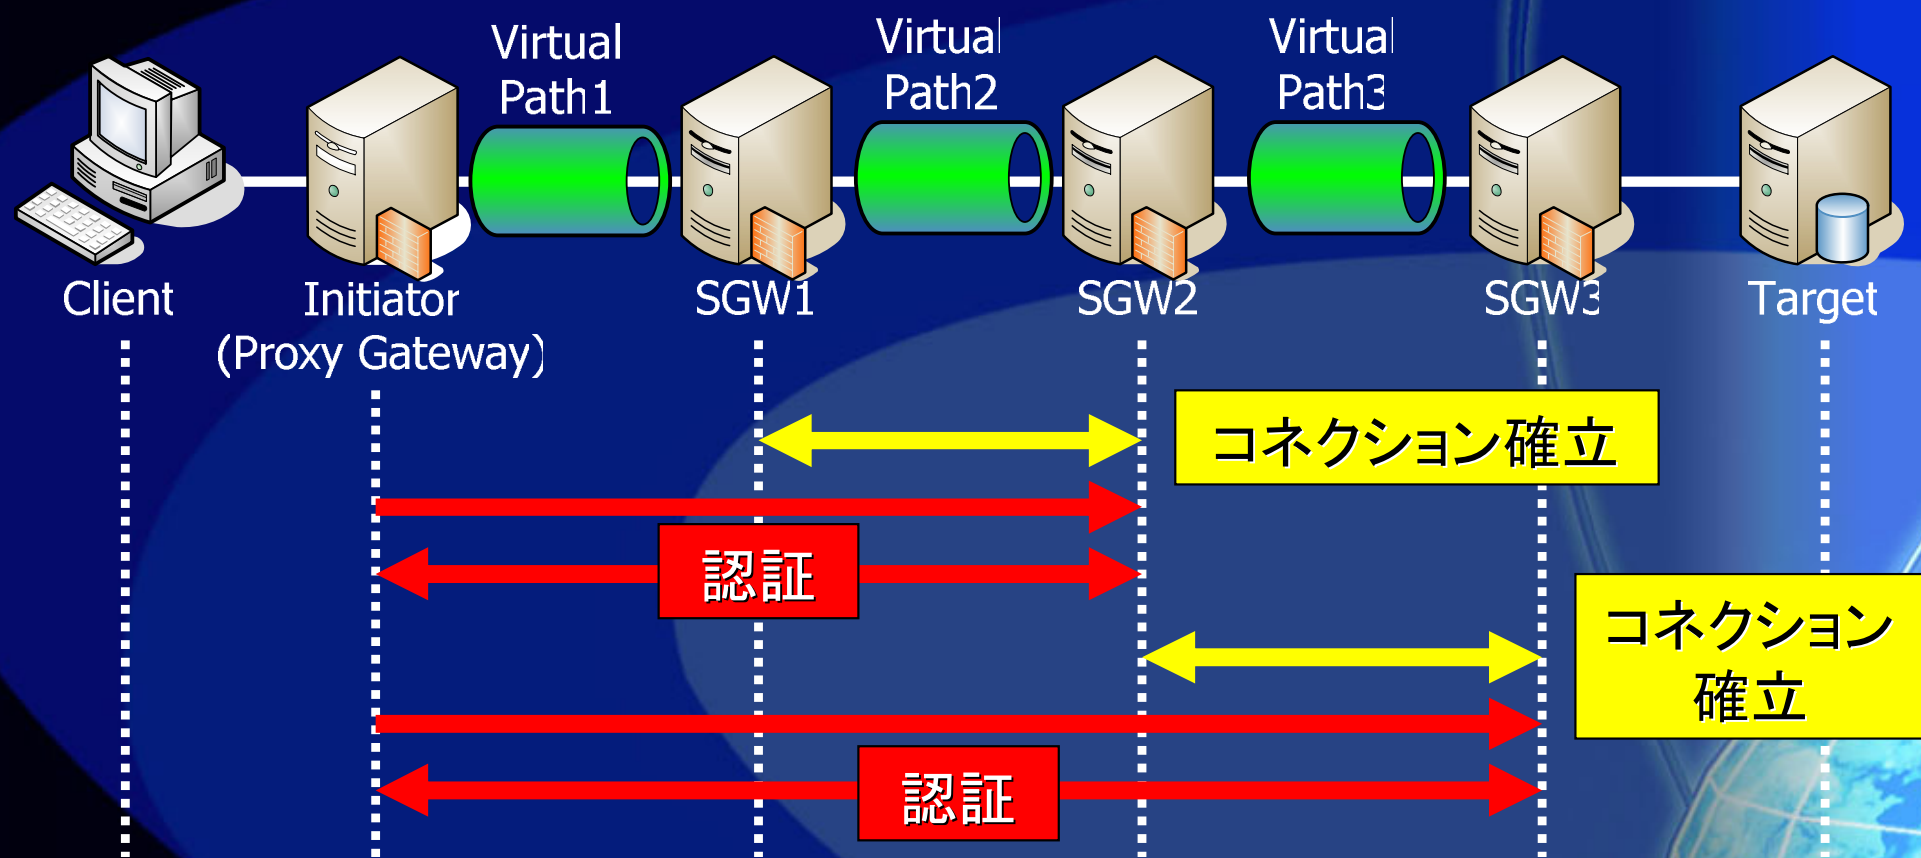 Virtual
Path1
Virtual
Path2
Virtual
Path3
Client
Initiator
(Proxy Gateway)
SGW1
SGW2
SGW3
Target
コネクション確立
認証
コネクション
確立
認証